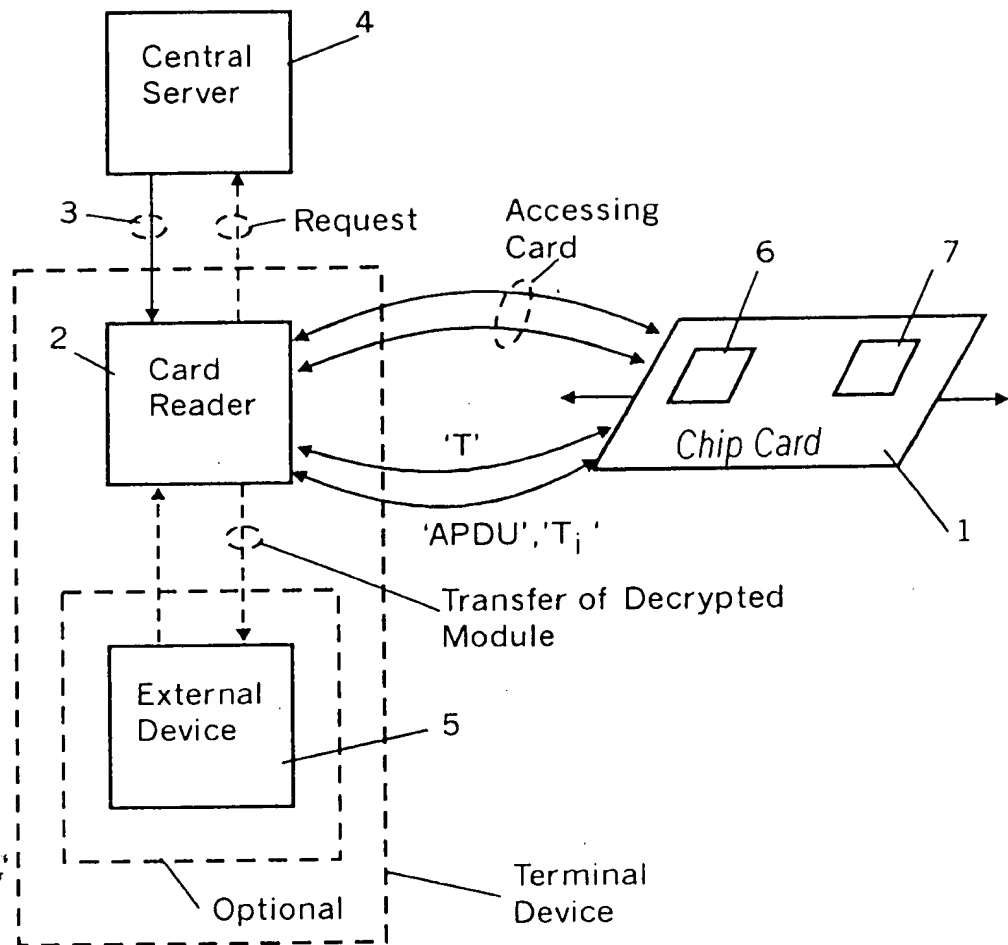 4
Central
Server
3
Request
Accessing
Card
6
7
2
Card
Reader
'T'
Chip Card
'APDU','Ti'
1
Transfer of Decrypted
Module
External
Device
5
Optional
Terminal
Device